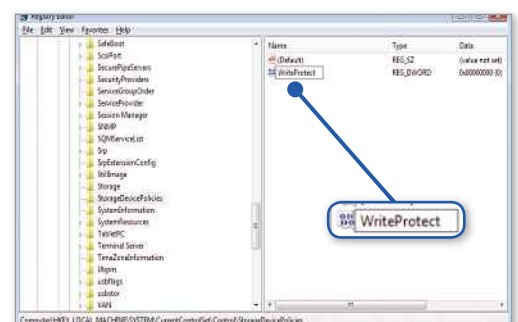 Registry Editor
File Edit View Favorites Help
SafeBoot
ScsiPort
SecurePipeServers
SecurityProviders
ServiceGroupOrder
ServiceProvider
Session Manager
SNMP
SQMServiceList
Srp
SrpExtensionConfig
StillImage
Storage
StorageDevicePolicies
SystemInformation
SystemResources
TabletPC
Terminal Server
TimeZoneInformation
Ubpm
usbflags
usbstor
VAN
Name Type Data
(Default) REG_SZ (value not set)
WriteProtect REG_DWORD 0x00000000 (0)
WriteProtect
Computer\HKEY_LOCAL_MACHINE\SYSTEM\CurrentControlSet\Control\StorageDevicePolicies